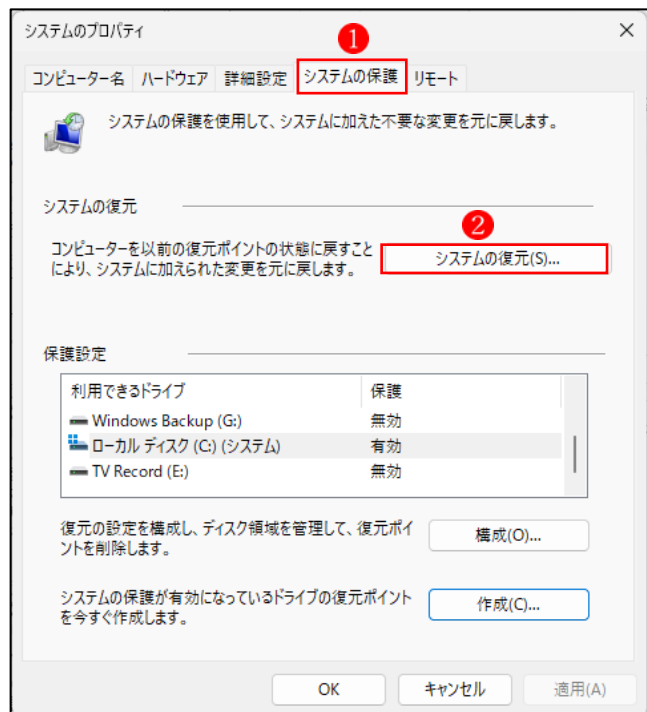 システムのプロパティ
1
コンピューター名 ハードウェア 詳細設定 システムの保護 リモート
システムの保護を使用して、システムに加えた不要な変更を元に戻します。
システムの復元
2
コンピューターを以前の復元ポイントの状態に戻すこと
により、システムに加えられた変更を元に戻します。
システムの復元(S)...
保護設定
利用できるドライブ 保護
Windows Backup (G:) 無効
ローカル ディスク (C:) (システム) 有効
TV Record (E:) 無効
復元の設定を構成し、ディスク領域を管理して、復元ポイ
ントを削除します。
構成(O)...
システムの保護が有効になっているドライブの復元ポイント
を今すぐ作成します。
作成(C)...
OK キャンセル 適用(A)